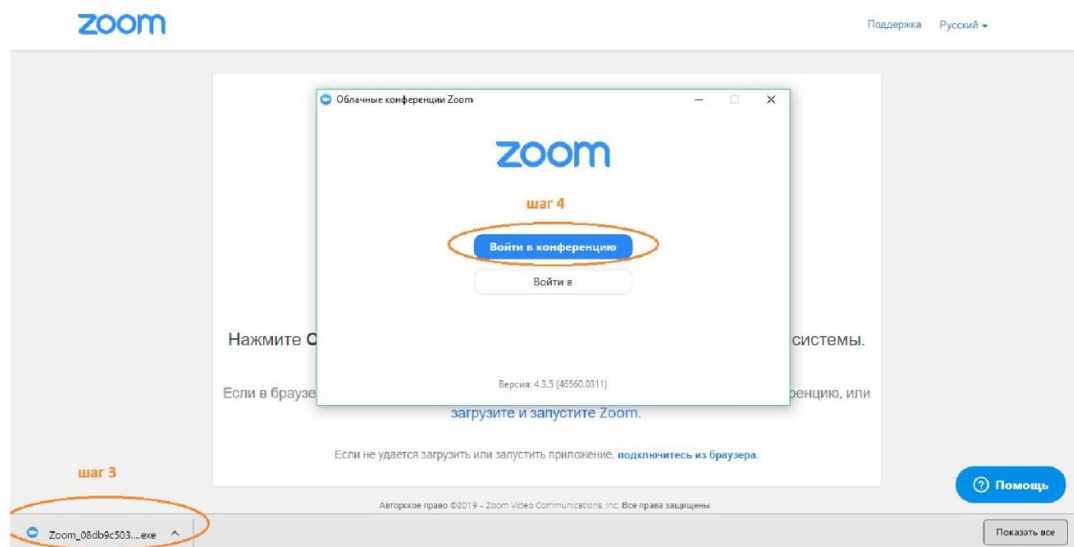 zoom
Поддержка Русский
Облачные конференции Zoom
zoom
шаг 4
Войти в конференцию
Войти в
Нажмите О
системы.
Версия: 4.3.5 (46560.0311)
Если в браузе
ренцию, или
загрузите и запустите Zoom.
Если не удается загрузить или запустить приложение, подключитесь из браузера.
шаг 3
Помощь
Авторское право ©2019 – Zoom Video Communications, Inc. Все права защищены.
Zoom_08db9c503....exe
Показать все